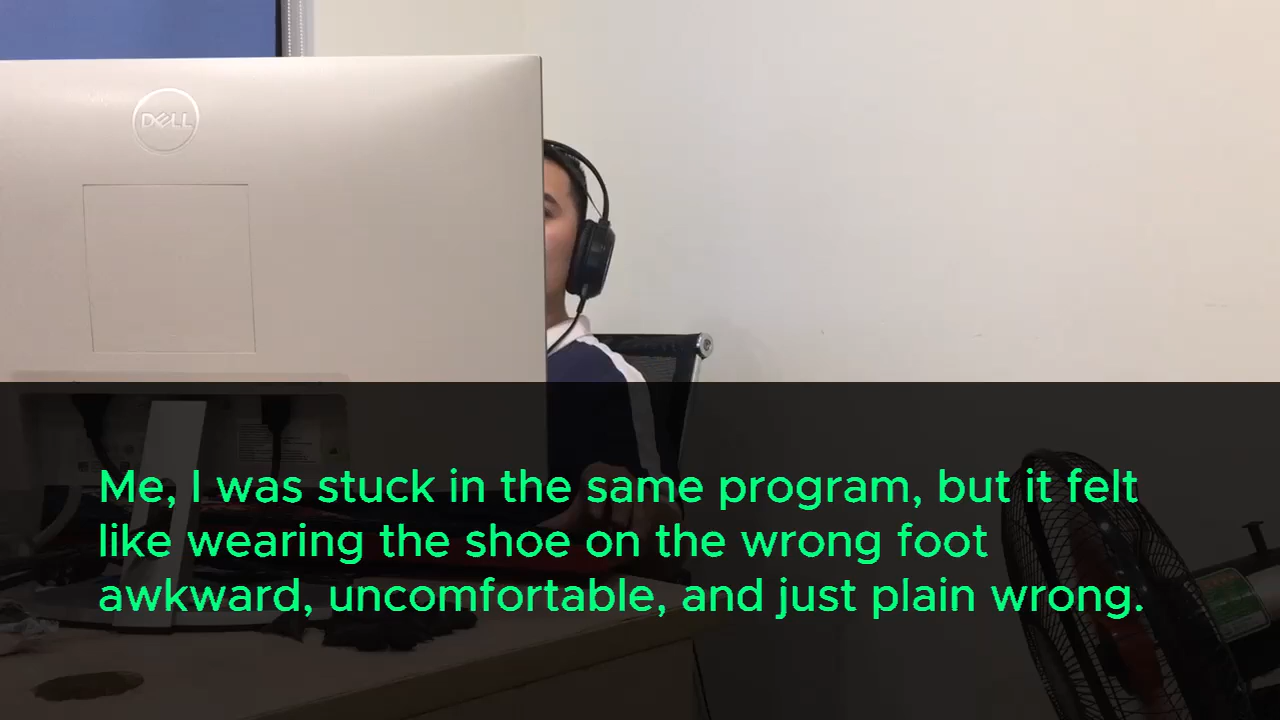 DELL
Me, I was stuck in the same program, but it felt
like wearing the shoe on the wrong foot
awkward, uncomfortable, and just plain wrong.